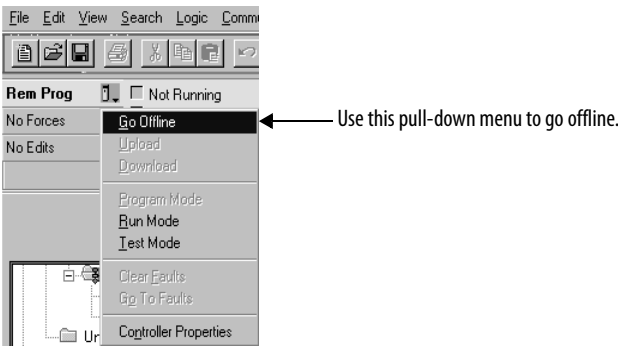 File Edit View Search Logic
Rem Prog Not Running
No Forces
No Edits
Go Offline
Upload
Download
Program Mode
Run Mode
Test Mode
Clear Faults
Go To Faults
Controller Properties
Use this pull-down menu to go offline.